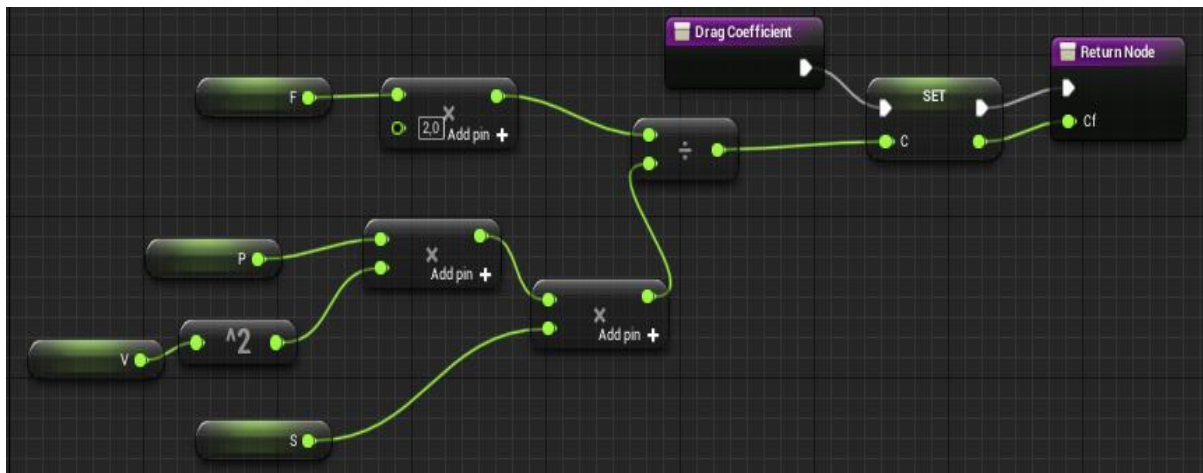 Drag Coefficient
Return Node
F
×
2,0
Add pin +
SET
C
Cf
÷
P
×
Add pin +
×
Add pin +
V
^2
S